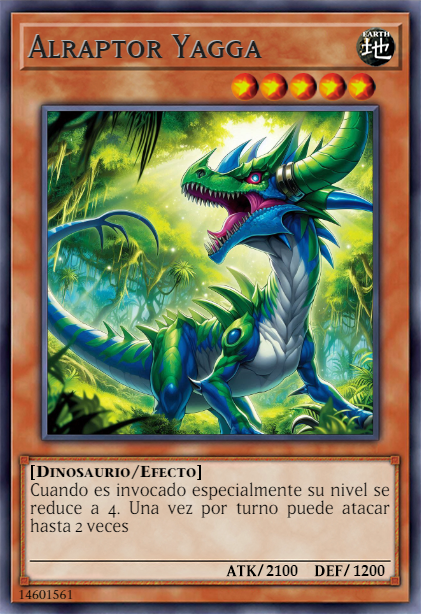 Alraptor Yagga
EARTH
地
[Dinosaurio/Efecto]
Cuando es invocado especialmente su nivel se
reduce a 4. Una vez por turno puede atacar
hasta 2 veces
ATK/2100 DEF/1200
14601561